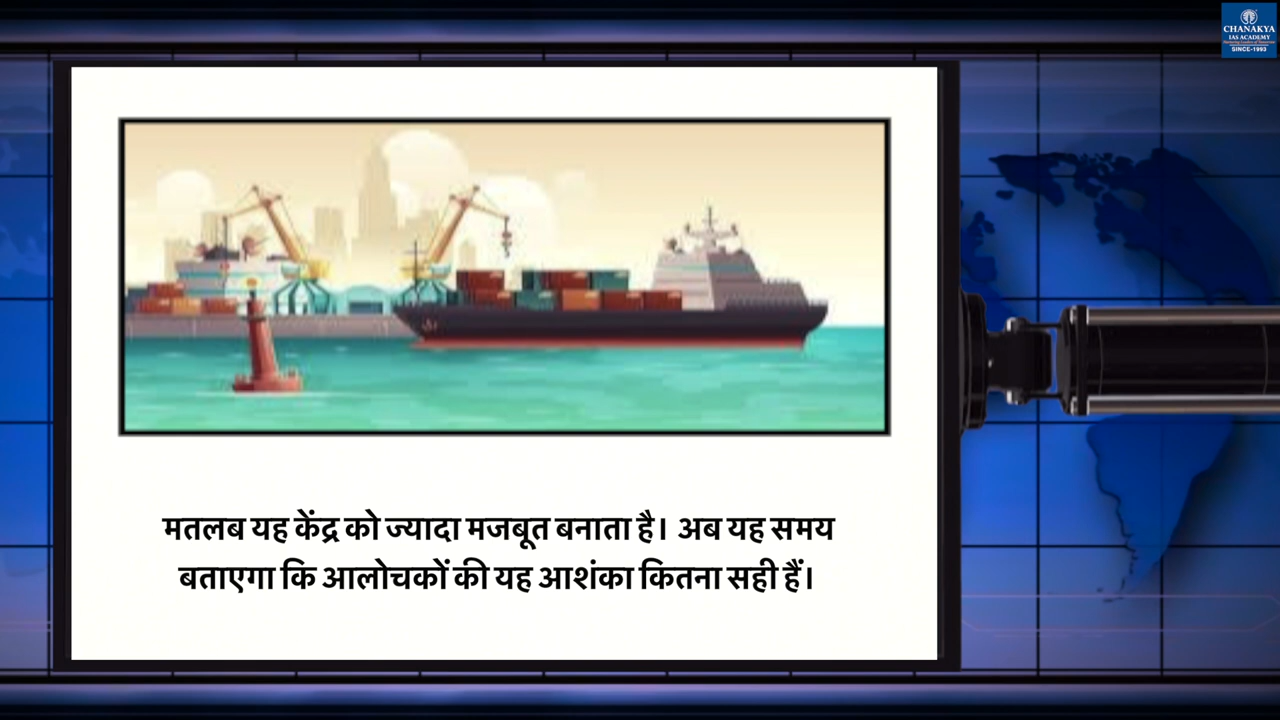 CHANAKYA
IAS ACADEMY
SINCE-1993
मतलब यह केंद्र को ज्यादा मजबूत बनाता है। अब यह समय
बताएगा कि आलोचकों की यह आशंका कितना सही हैं।